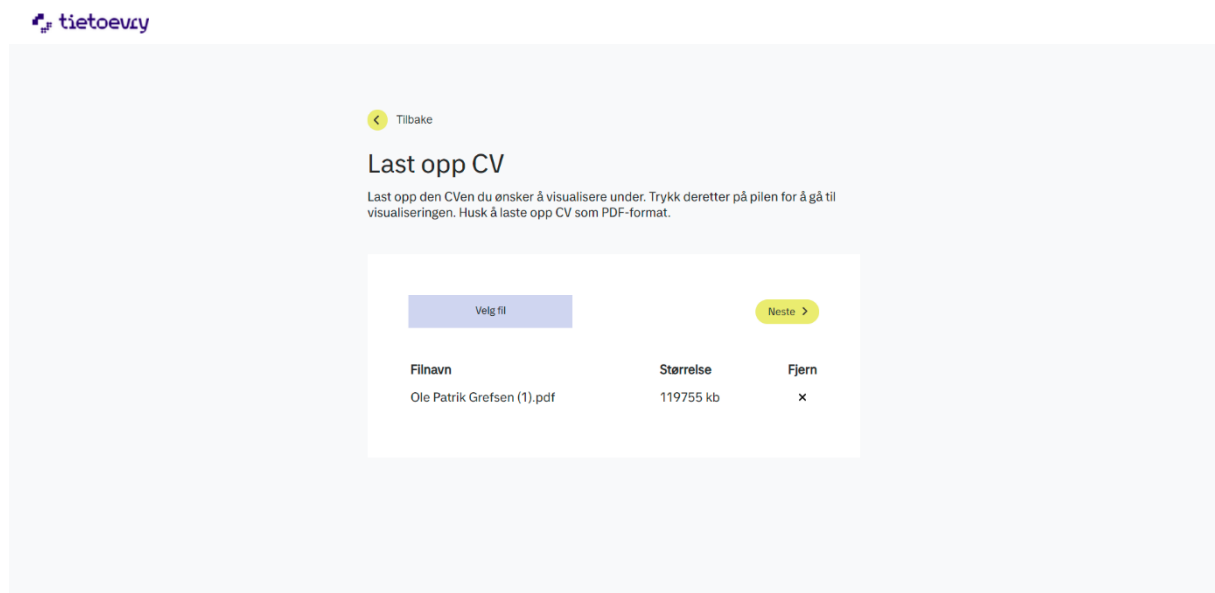 tietoevry
Tilbake
Last opp CV
Last opp den CVen du ønsker å visualisere under. Trykk deretter på pilen for å gå til
visualiseringen. Husk å laste opp CV som PDF-format.
Velg fil
Neste
Filnavn Størrelse Fjern
Ole Patrik Grefsen (1).pdf 119755 kb